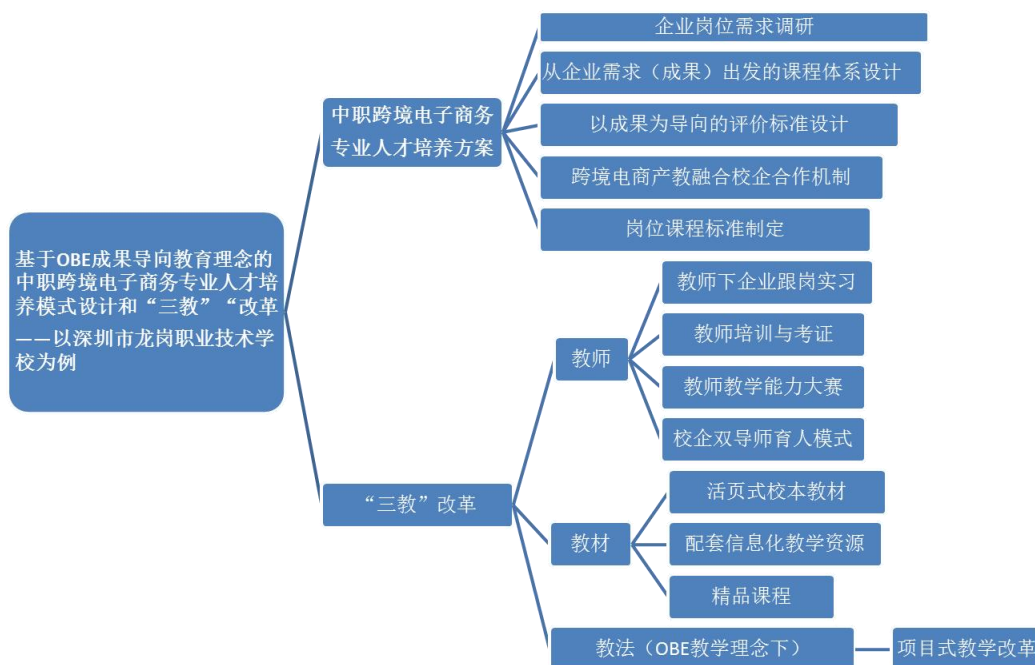 基于OBE成果导向教育理念的
中职跨境电子商务专业人才培
养模式设计和“三教”“改革
——以深圳市龙岗职业技术学
校为例
中职跨境电子商务
专业人才培养方案
企业岗位需求调研
从企业需求（成果）出发的课程体系设计
以成果为导向的评价标准设计
跨境电商产教融合校企合作机制
岗位课程标准制定
“三教”改革
教师
教师下企业跟岗实习
教师培训与考证
教师教学能力大赛
校企双导师育人模式
教材
活页式校本教材
配套信息化教学资源
精品课程
教法（OBE教学理念下）
项目式教学改革